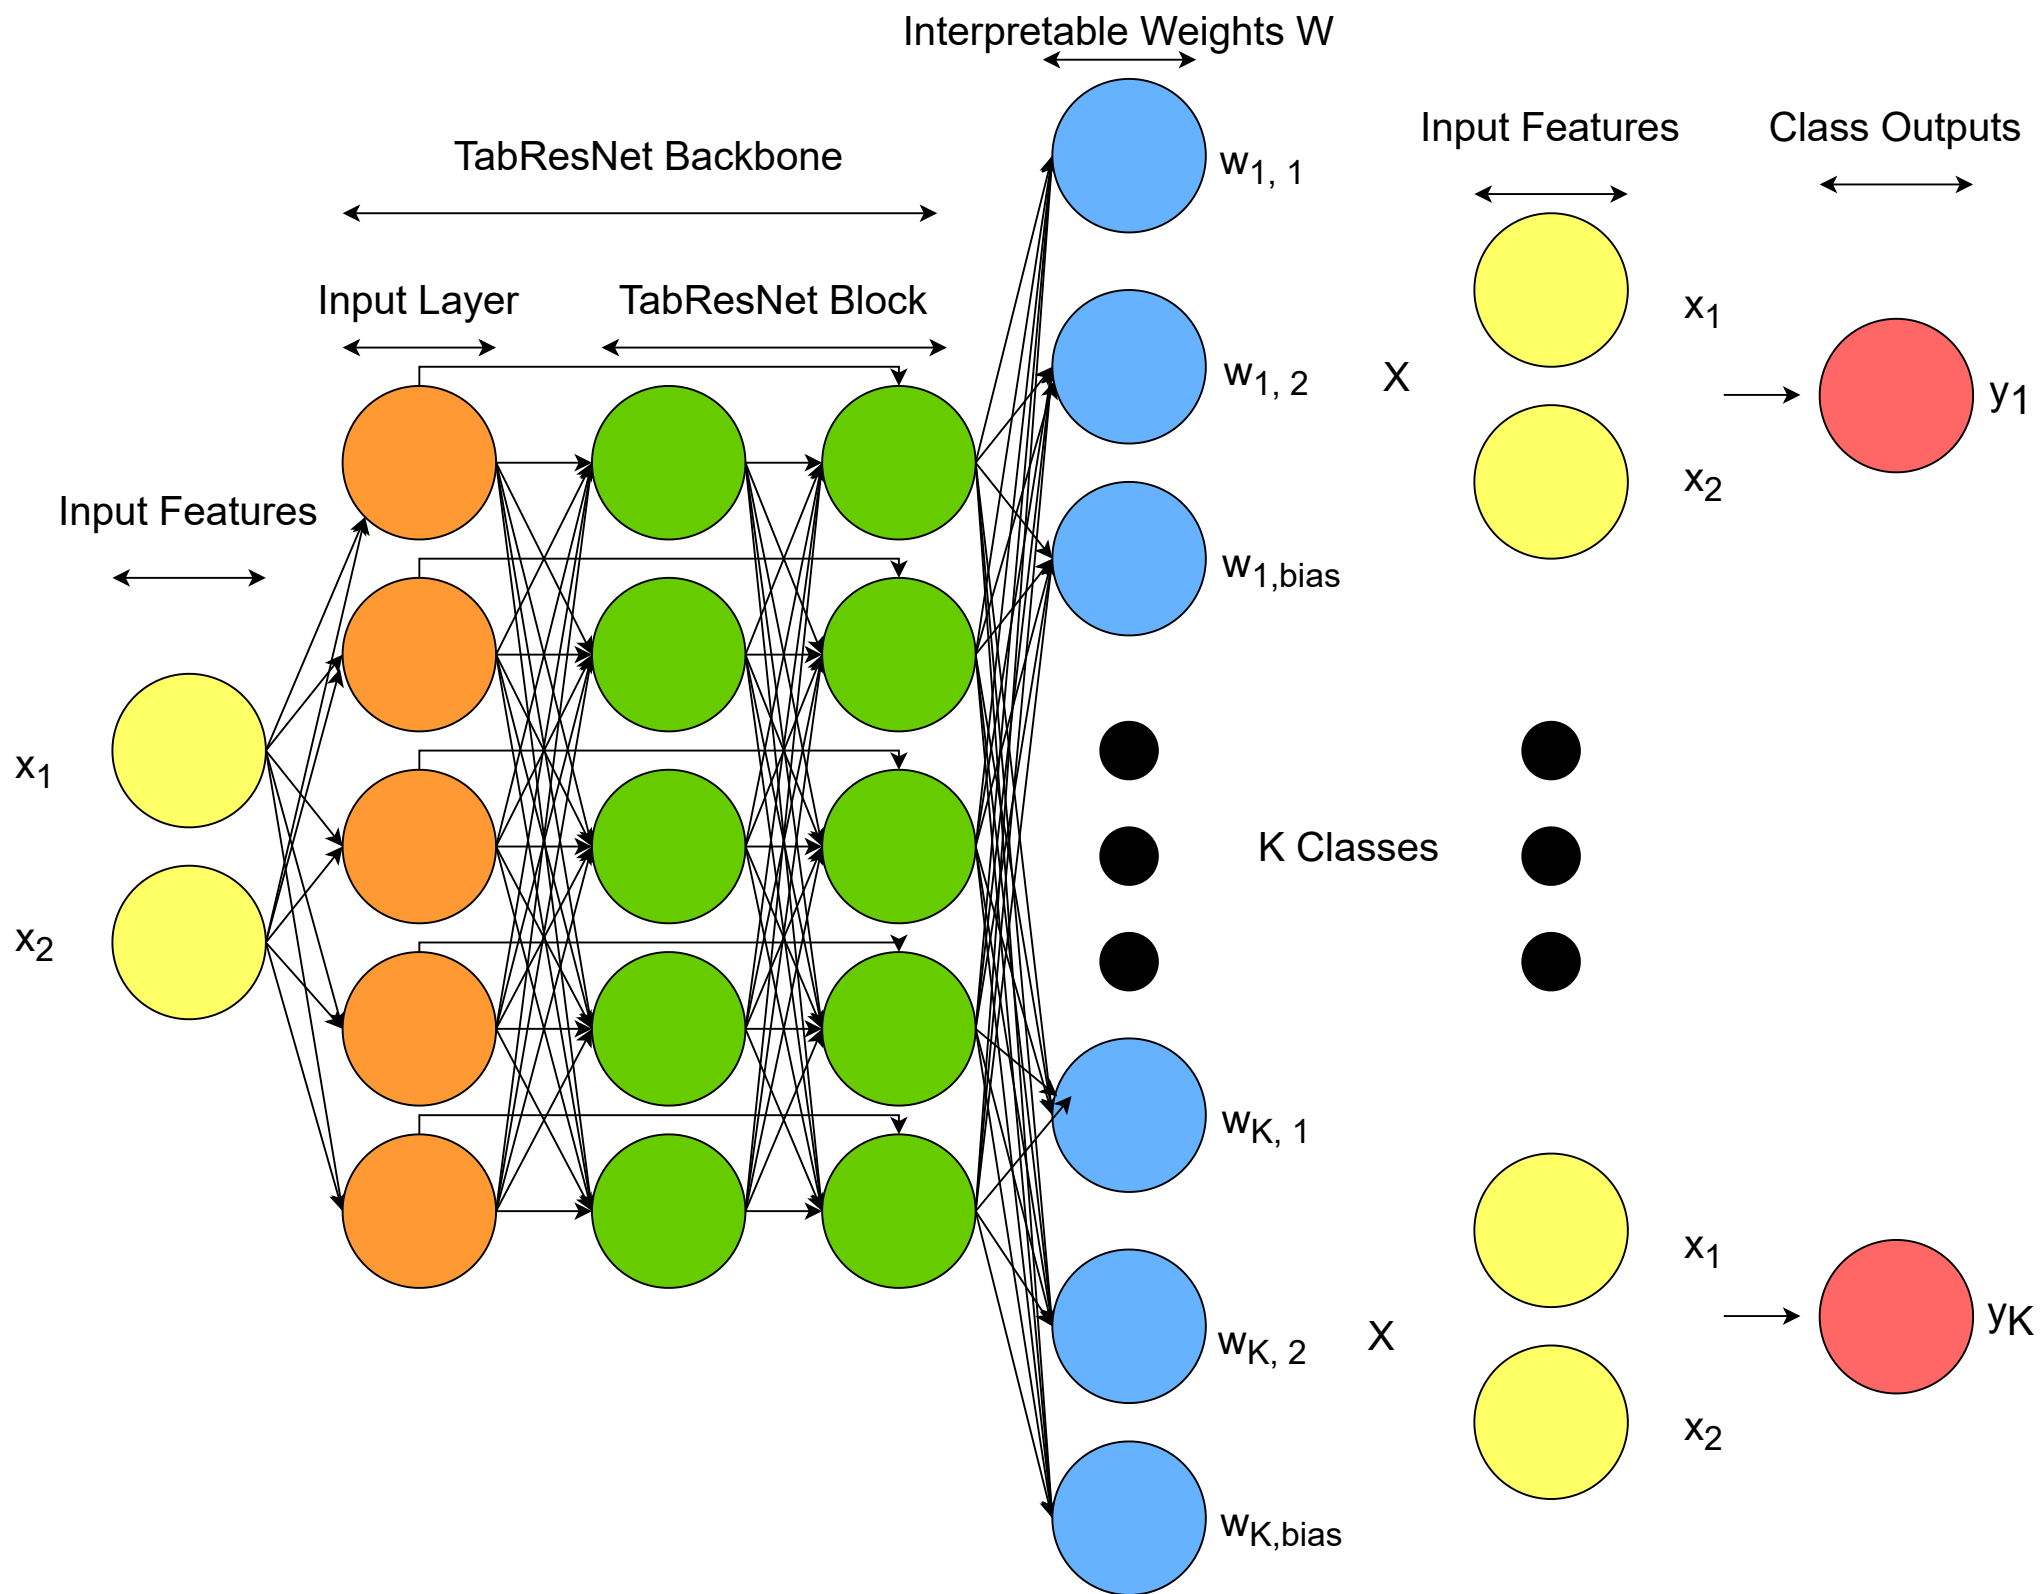 Interpretable Weights W
Input Features
Class Outputs
TabResNet Backbone
w1, 1
Input Layer
TabResNet Block
x1
w1, 2
X
y1
x2
Input Features
w1,bias
x1
K Classes
x2
wK, 1
x1
yK
wK, 2
X
x2
wK,bias